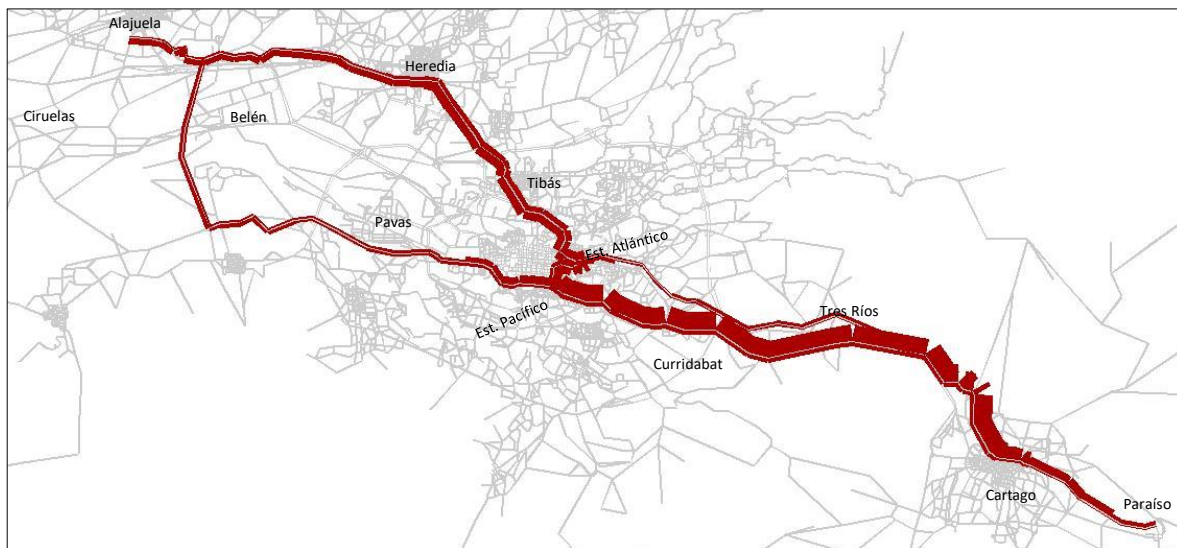 Alajuela
Heredia
Ciruelas
Belén
Tibás
Pavas
Est. Atlántico
Est. Pacífico
Tres Ríos
Curridabat
Cartago
Paraíso